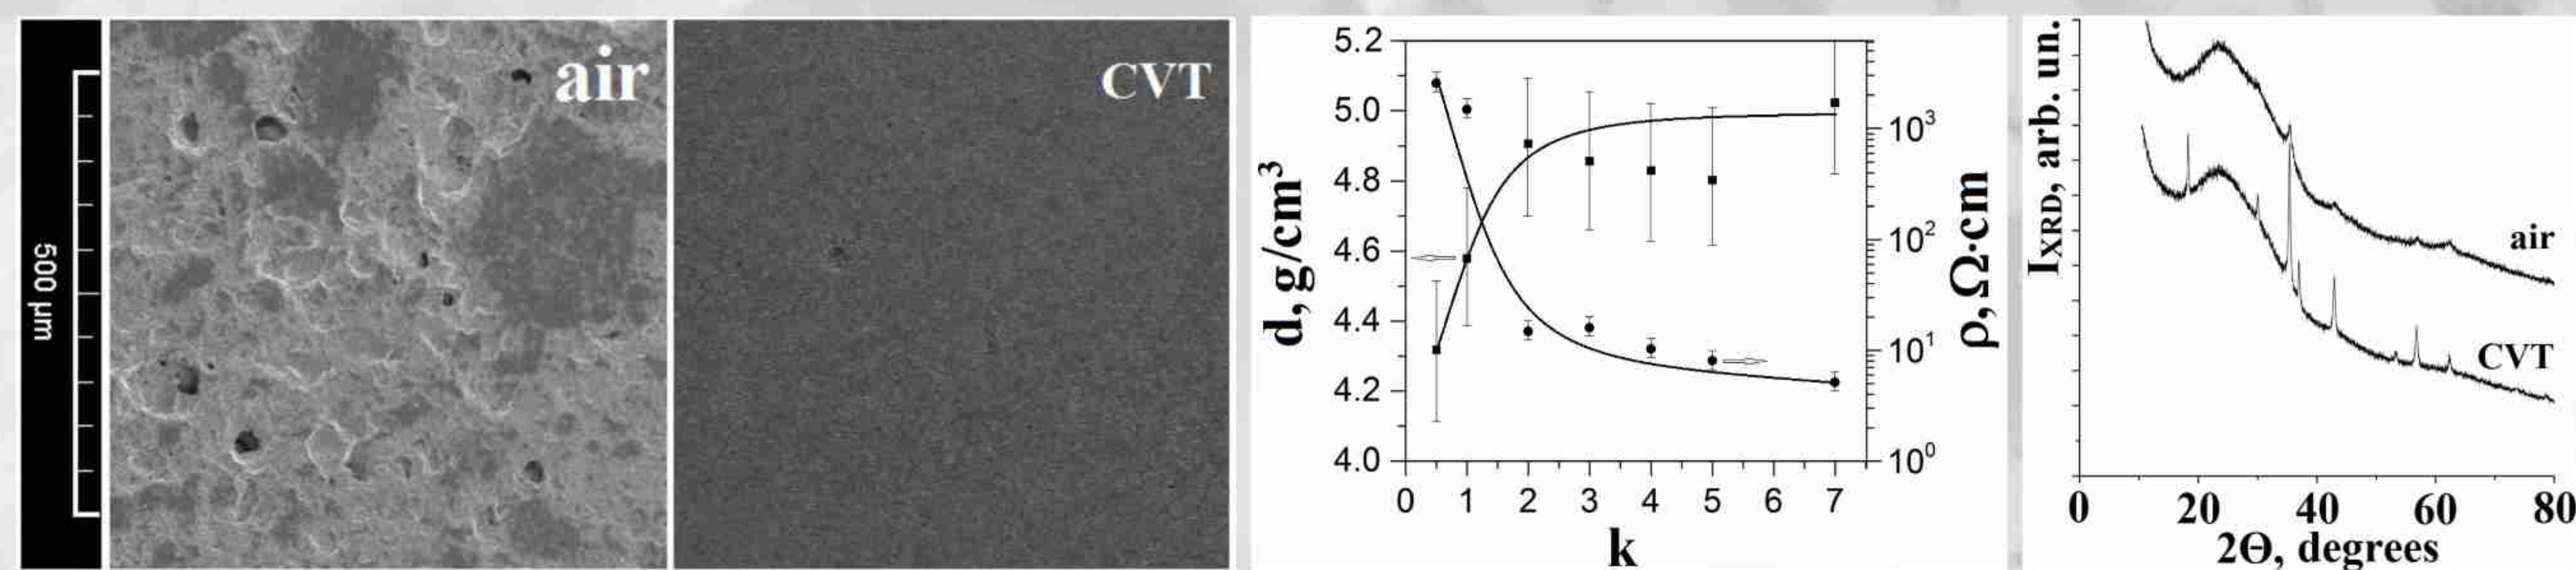 500 µm
air
CVT
d, g/cm³
5.2
5.0
4.8
4.6
4.4
4.2
4.0
0 1 2 3 4 5 6 7
k
10³
10²
10¹
10⁰
ρ, Ω·cm
I_XRD, arb. un.
air
CVT
0 20 40 60 80
2Θ, degrees